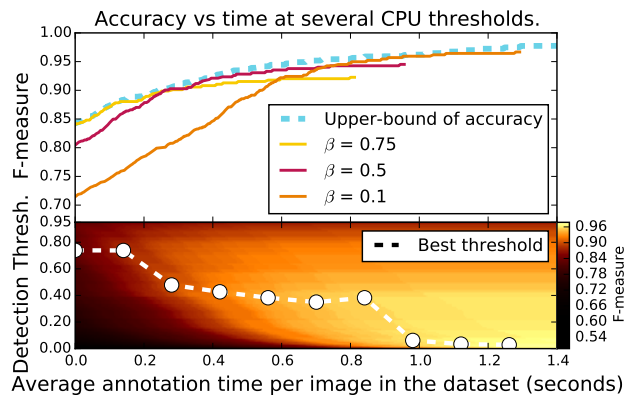 Accuracy vs time at several CPU thresholds.
F-measure
1.00
0.95
0.90
0.85
0.80
0.75
0.70
Upper-bound of accuracy
β = 0.75
β = 0.5
β = 0.1
Detection Thresh.
0.95
0.80
0.60
0.40
0.20
0.00
Best threshold
0.96
0.90
0.84
0.78
0.72
0.66
0.60
0.54
F-measure
0.0 0.2 0.4 0.6 0.8 1.0 1.2 1.4
Average annotation time per image in the dataset (seconds)